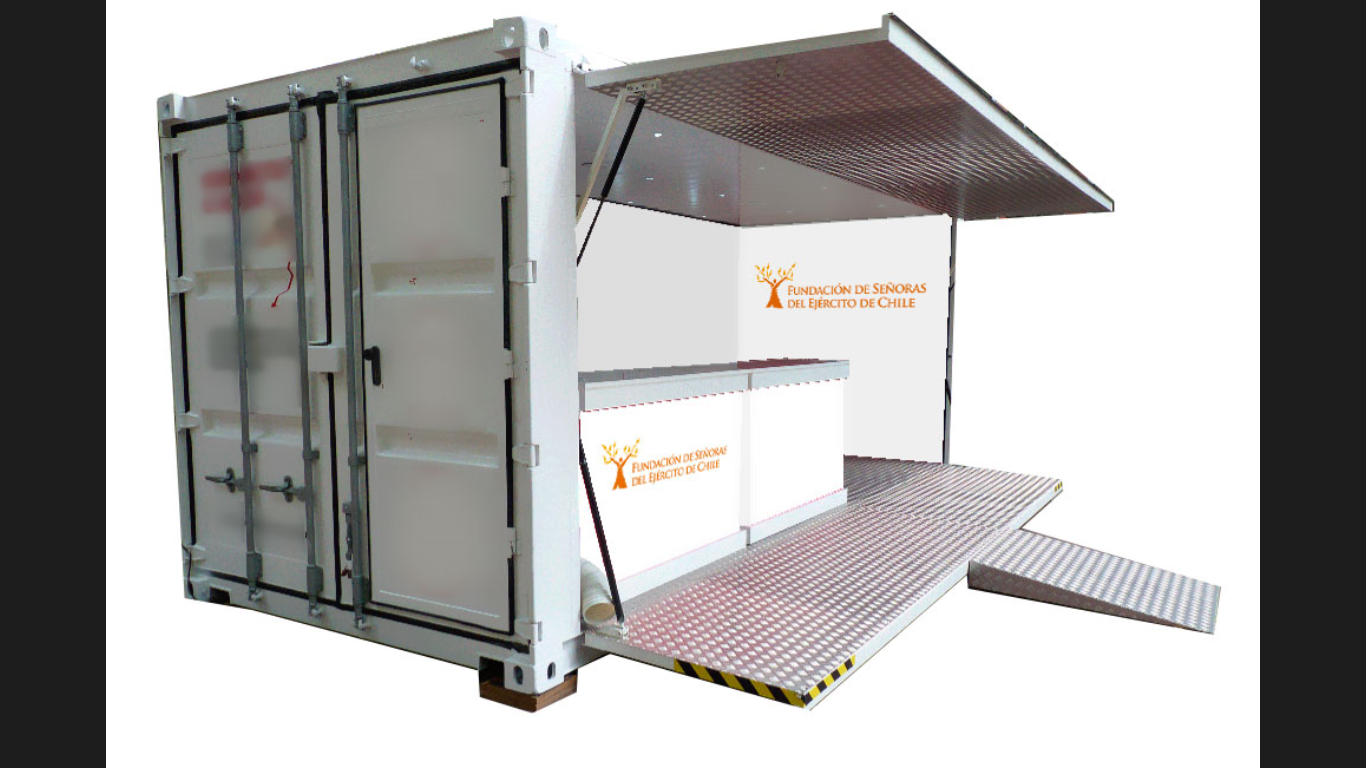 FUNDACIÓN DE SEÑORAS
DEL EJÉRCITO DE CHILE
FUNDACIÓN DE SEÑORAS
DEL EJÉRCITO DE CHILE